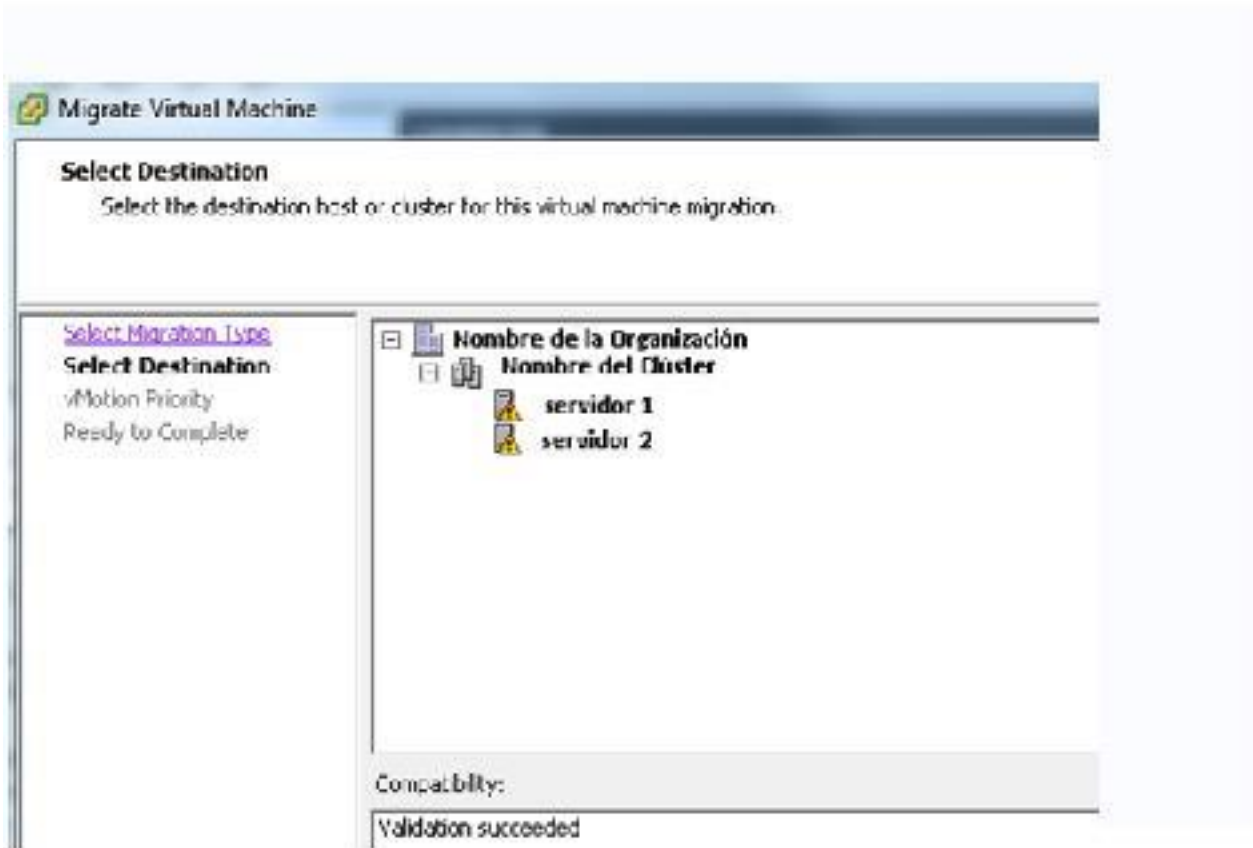 Migrate Virtual Machine
Select Destination
Select the destination host or cluster for this virtual machine migration.
Select Migration Type
Select Destination
vMotion Priority
Ready to Complete
Nombre de la Organización
Nombre del Clúster
servidor 1
servidor 2
Compatibility:
Validation succeeded